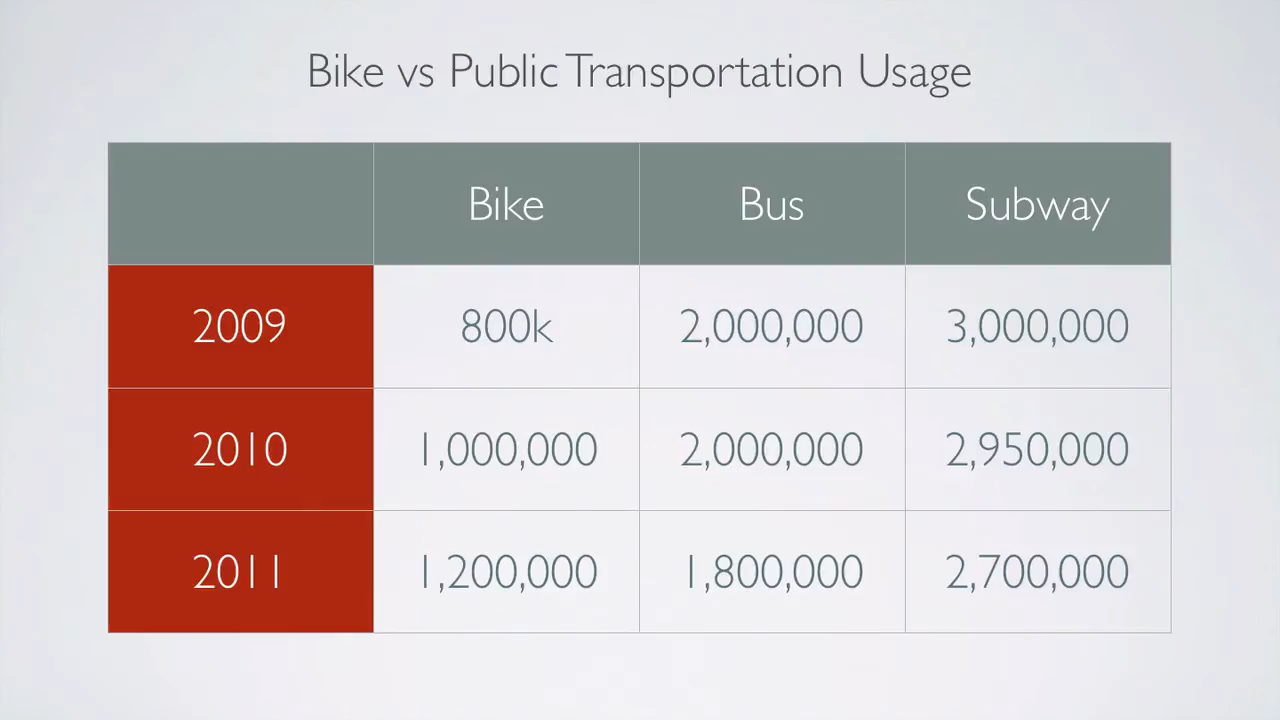 Bike vs Public Transportation Usage
Bike Bus Subway
2009 800k 2,000,000 3,000,000
2010 1,000,000 2,000,000 2,950,000
2011 1,200,000 1,800,000 2,700,000